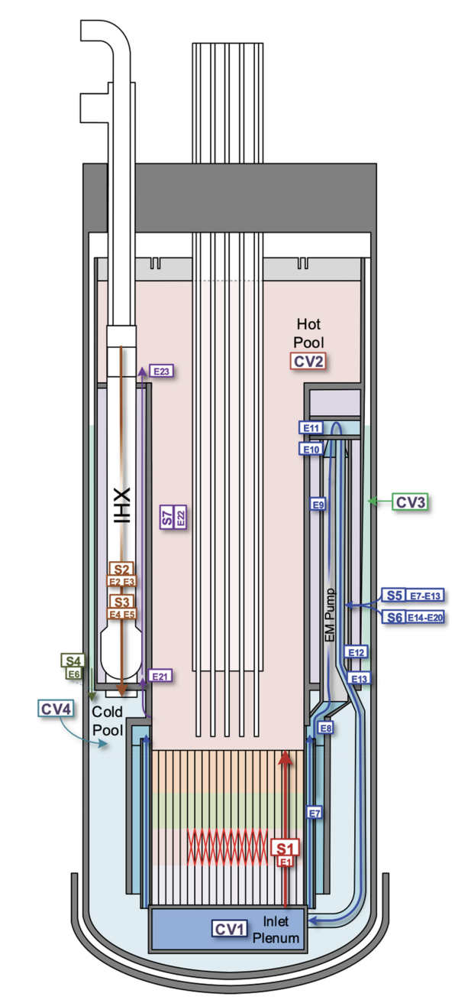 Hot
Pool
CV2
E23
E11
E10
IHX
E9
CV3
S7
E22
S2
E2 E3
S3
E4 E5
EM Pump
S5 E7-E13
S6 E14-E20
S4
E6
E12
E21
E13
CV4
Cold
Pool
E8
E7
S1
E1
CV1
Inlet
Plenum